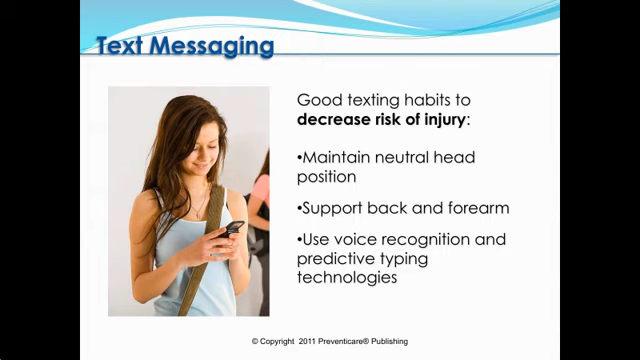 Text Messaging
Good texting habits to
decrease risk of injury:
•Maintain neutral head
position
•Support back and forearm
•Use voice recognition and
predictive typing
technologies
© Copyright 2011 Preventicare® Publishing